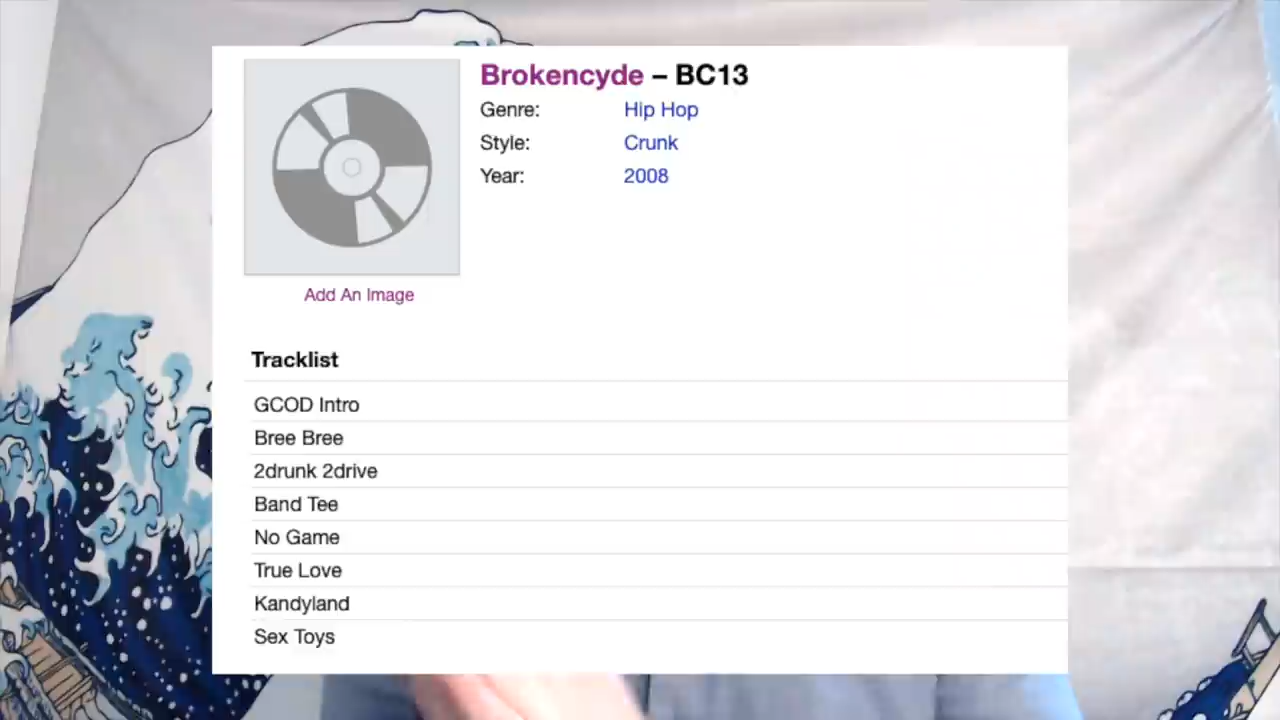 Brokencyde – BC13
Genre: Hip Hop
Style: Crunk
Year: 2008
Add An Image
Tracklist
GCOD Intro
Bree Bree
2drunk 2drive
Band Tee
No Game
True Love
Kandyland
Sex Toys